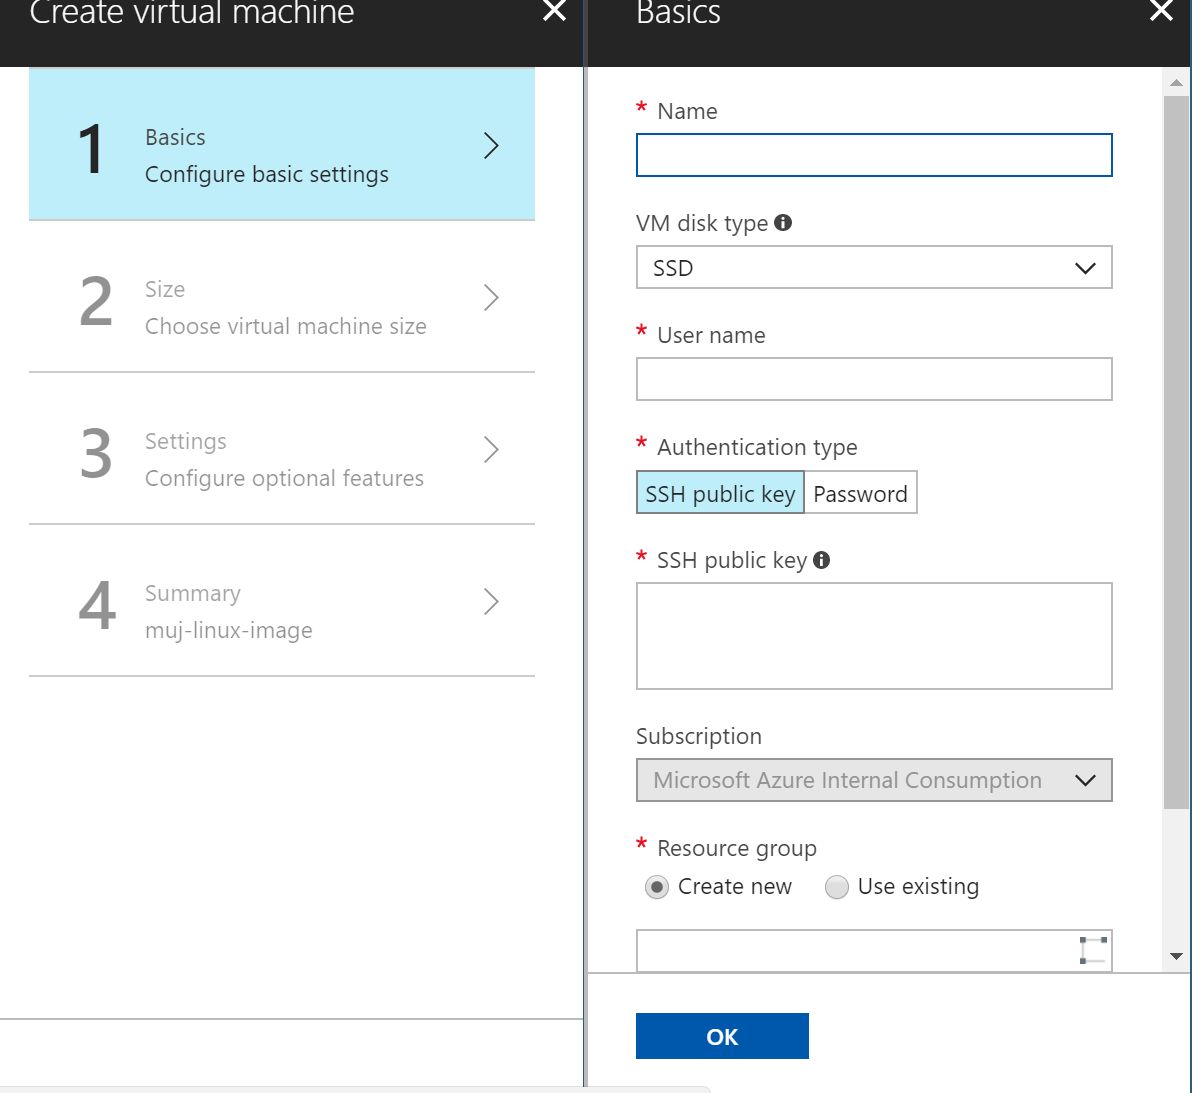 Create virtual machine
1
Basics
Configure basic settings
2
Size
Choose virtual machine size
3
Settings
Configure optional features
4
Summary
muj-linux-image
Basics
* Name
VM disk type
SSD
* User name
* Authentication type
SSH public key Password
* SSH public key
Subscription
Microsoft Azure Internal Consumption
* Resource group
Create new Use existing
OK